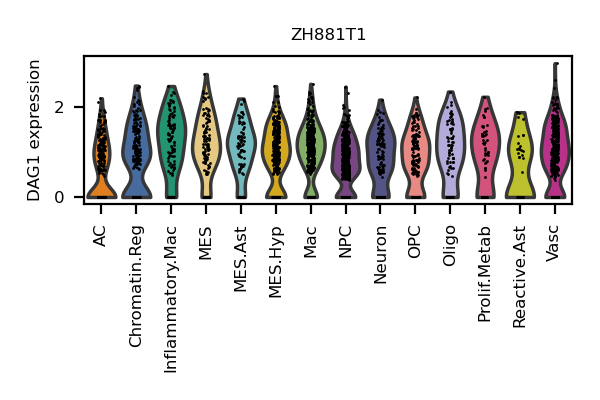 ZH881T1
DAG1 expression
2
0
AC
Chromatin.Reg
Inflammatory.Mac
MES
MES.Ast
MES.Hyp
Mac
NPC
Neuron
OPC
Oligo
Prolif.Metab
Reactive.Ast
Vasc